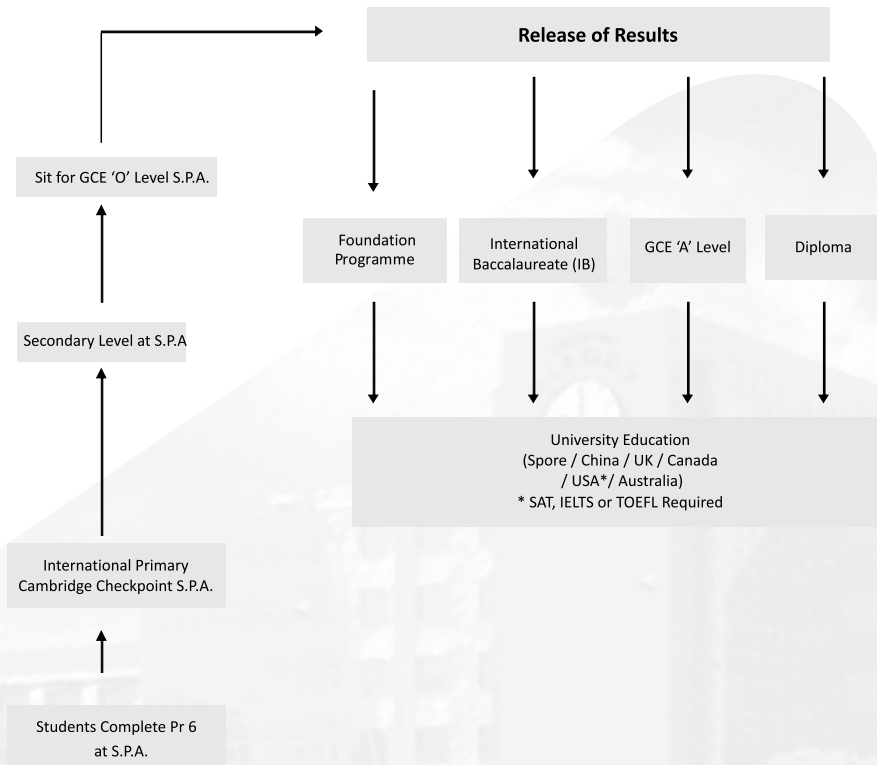 Release of Results
Sit for GCE ‘O’ Level S.P.A.
Foundation
Programme
International
Baccalaureate (IB)
GCE ‘A’ Level
Diploma
Secondary Level at S.P.A
University Education
(Spore / China / UK / Canada
/ USA*/ Australia)
* SAT, IELTS or TOEFL Required
International Primary
Cambridge Checkpoint S.P.A.
Students Complete Pr 6
at S.P.A.